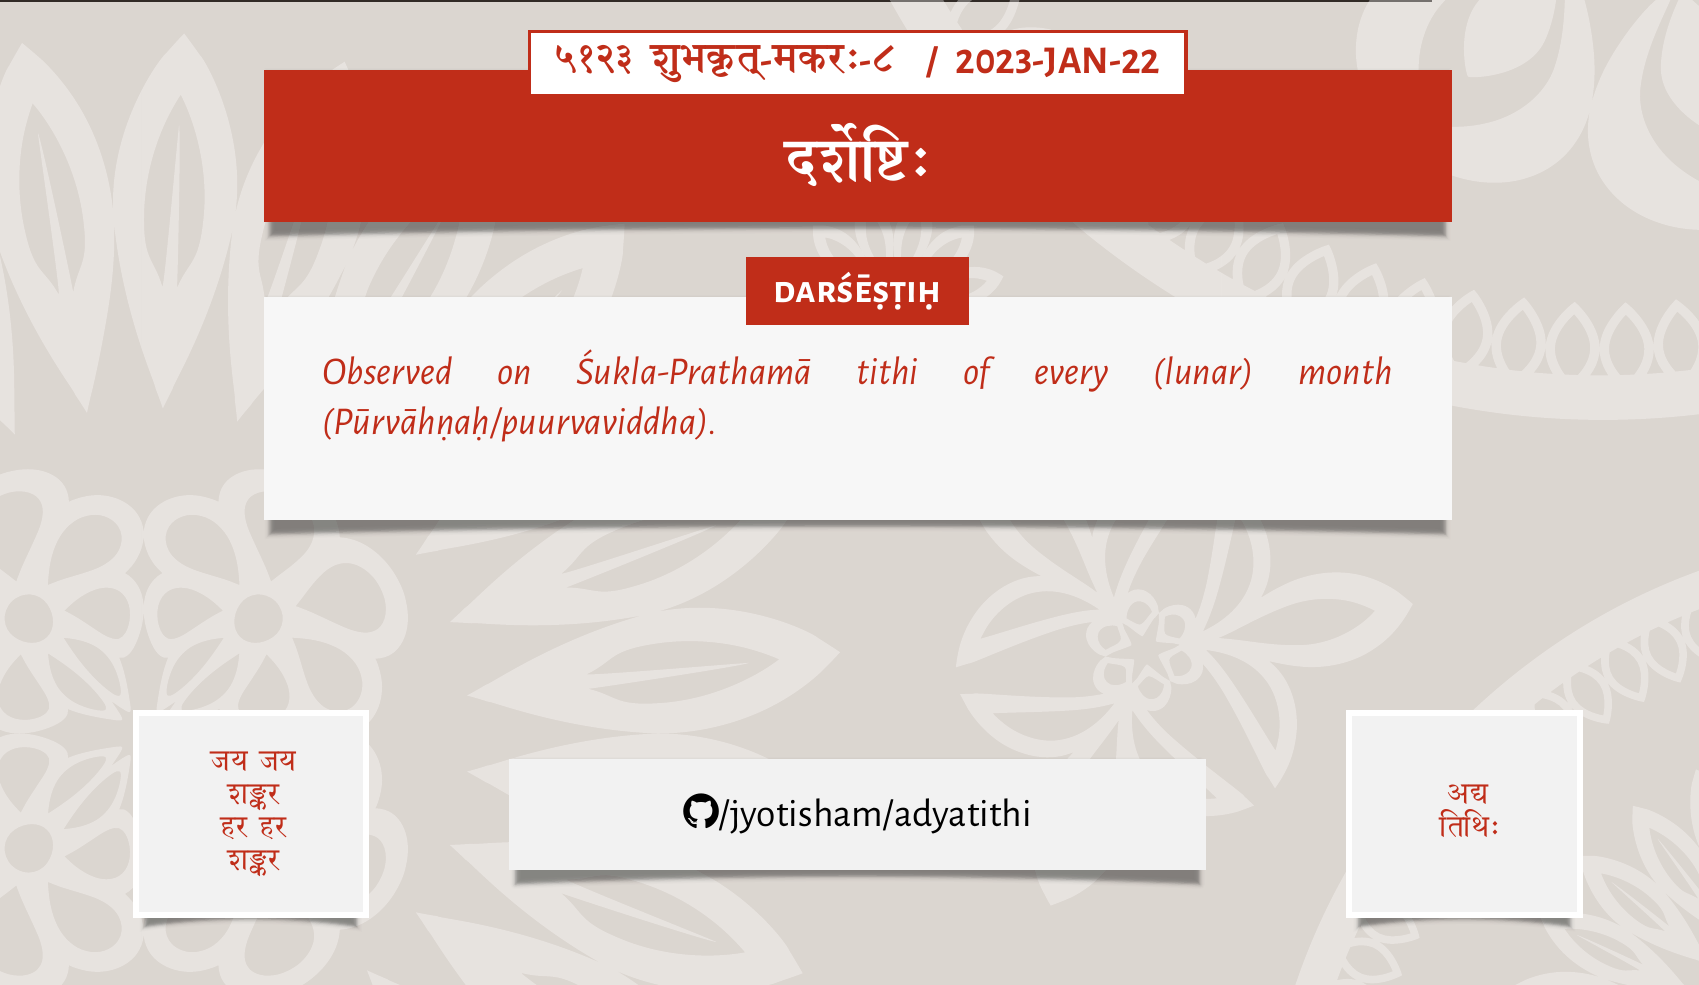 ५१२३ शुभकृत्-मकरः-८ / 2023-JAN-22
दर्शेष्टिः
DARŚĒṢṬIḤ
Observed on Śukla-Prathamā tithi of every (lunar) month
(Pūrvāhṇaḥ/puurvaviddha).
जय जय
शङ्कर
हर हर
शङ्कर
/jyotisham/adyatithi
अद्य
तिथिः